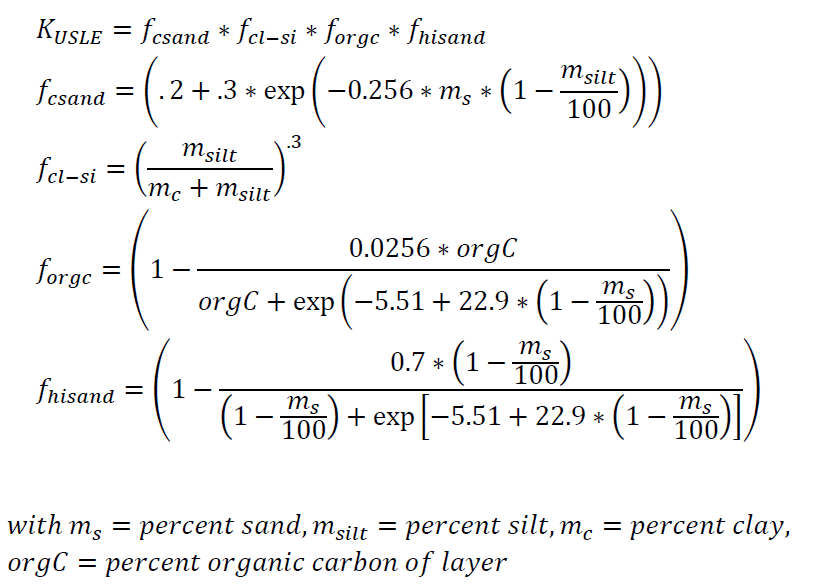 K_USLE = f_csand * f_cl−si * f_orgc * f_hisand
f_csand = (.2 + .3 * exp(−0.256 * m_s * (1 − m_silt/100)))
f_cl−si = (m_silt/(m_c + m_silt))^.3
f_orgc = (1 − (0.0256 * orgC)/(orgC + exp(−5.51 + 22.9 * (1 − m_s/100))))
f_hisand = (1 − (0.7 * (1 − m_s/100))/((1 − m_s/100) + exp[−5.51 + 22.9 * (1 − m_s/100)]))
with m_s = percent sand, m_silt = percent silt, m_c = percent clay,
orgC = percent organic carbon of layer